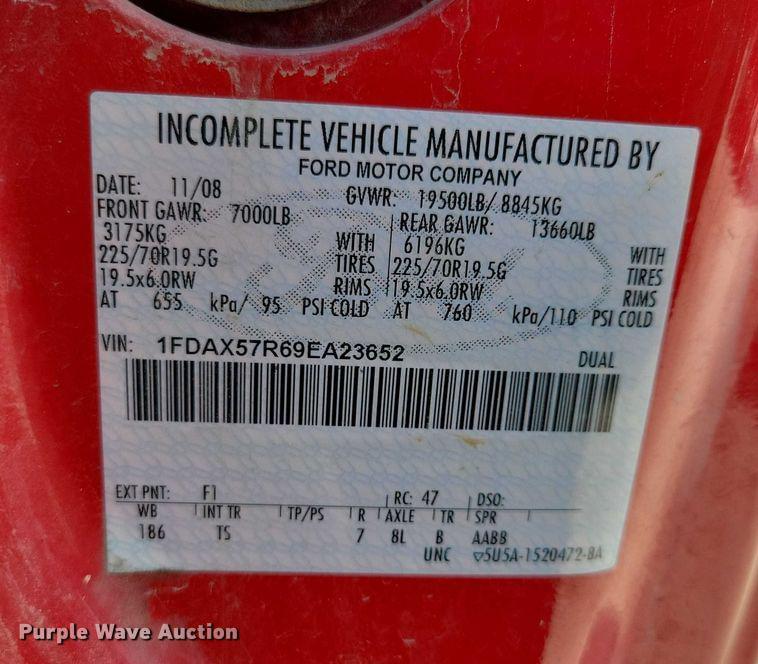 INCOMPLETE VEHICLE MANUFACTURED BY
FORD MOTOR COMPANY
DATE: 11/08 GVWR: 19500LB/ 8845KG
FRONT GAWR: 7000LB REAR GAWR: 13660LB
3175KG WITH 6196KG WITH
225/70R19.5G TIRES 225/70R19.5G TIRES
19.5x6.0RW RIMS 19.5x6.0RW RIMS
AT 655 kPa/ 95 PSI COLD AT 760 kPa/110 PSI COLD
VIN: 1FDAX57R69EA23652 DUAL
EXT PNT: F1 RC: 47 DSO:
WB INT TR TP/PS R AXLE TR SPR
186 TS 7 8L B AABB
UNC ▽5U5A-1520472-BA
Purple Wave Auction